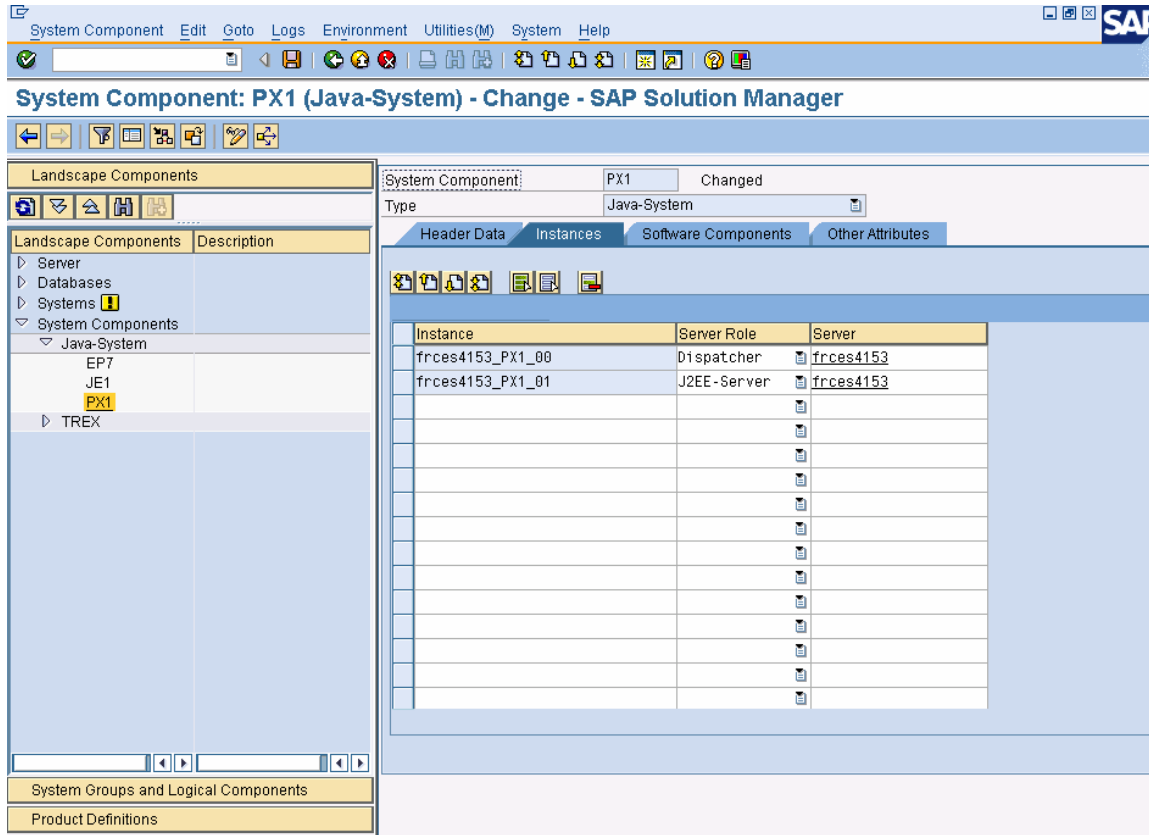 System Component Edit Goto Logs Environment Utilities(M) System Help
SAP
System Component: PX1 (Java-System) - Change - SAP Solution Manager
Landscape Components
Landscape Components Description
Server
Databases
Systems
System Components
Java-System
EP7
JE1
PX1
TREX
System Groups and Logical Components
Product Definitions
System Component PX1 Changed
Type Java-System
Header Data Instances Software Components Other Attributes
Instance Server Role Server
frces4153_PX1_00 Dispatcher frces4153
frces4153_PX1_01 J2EE-Server frces4153